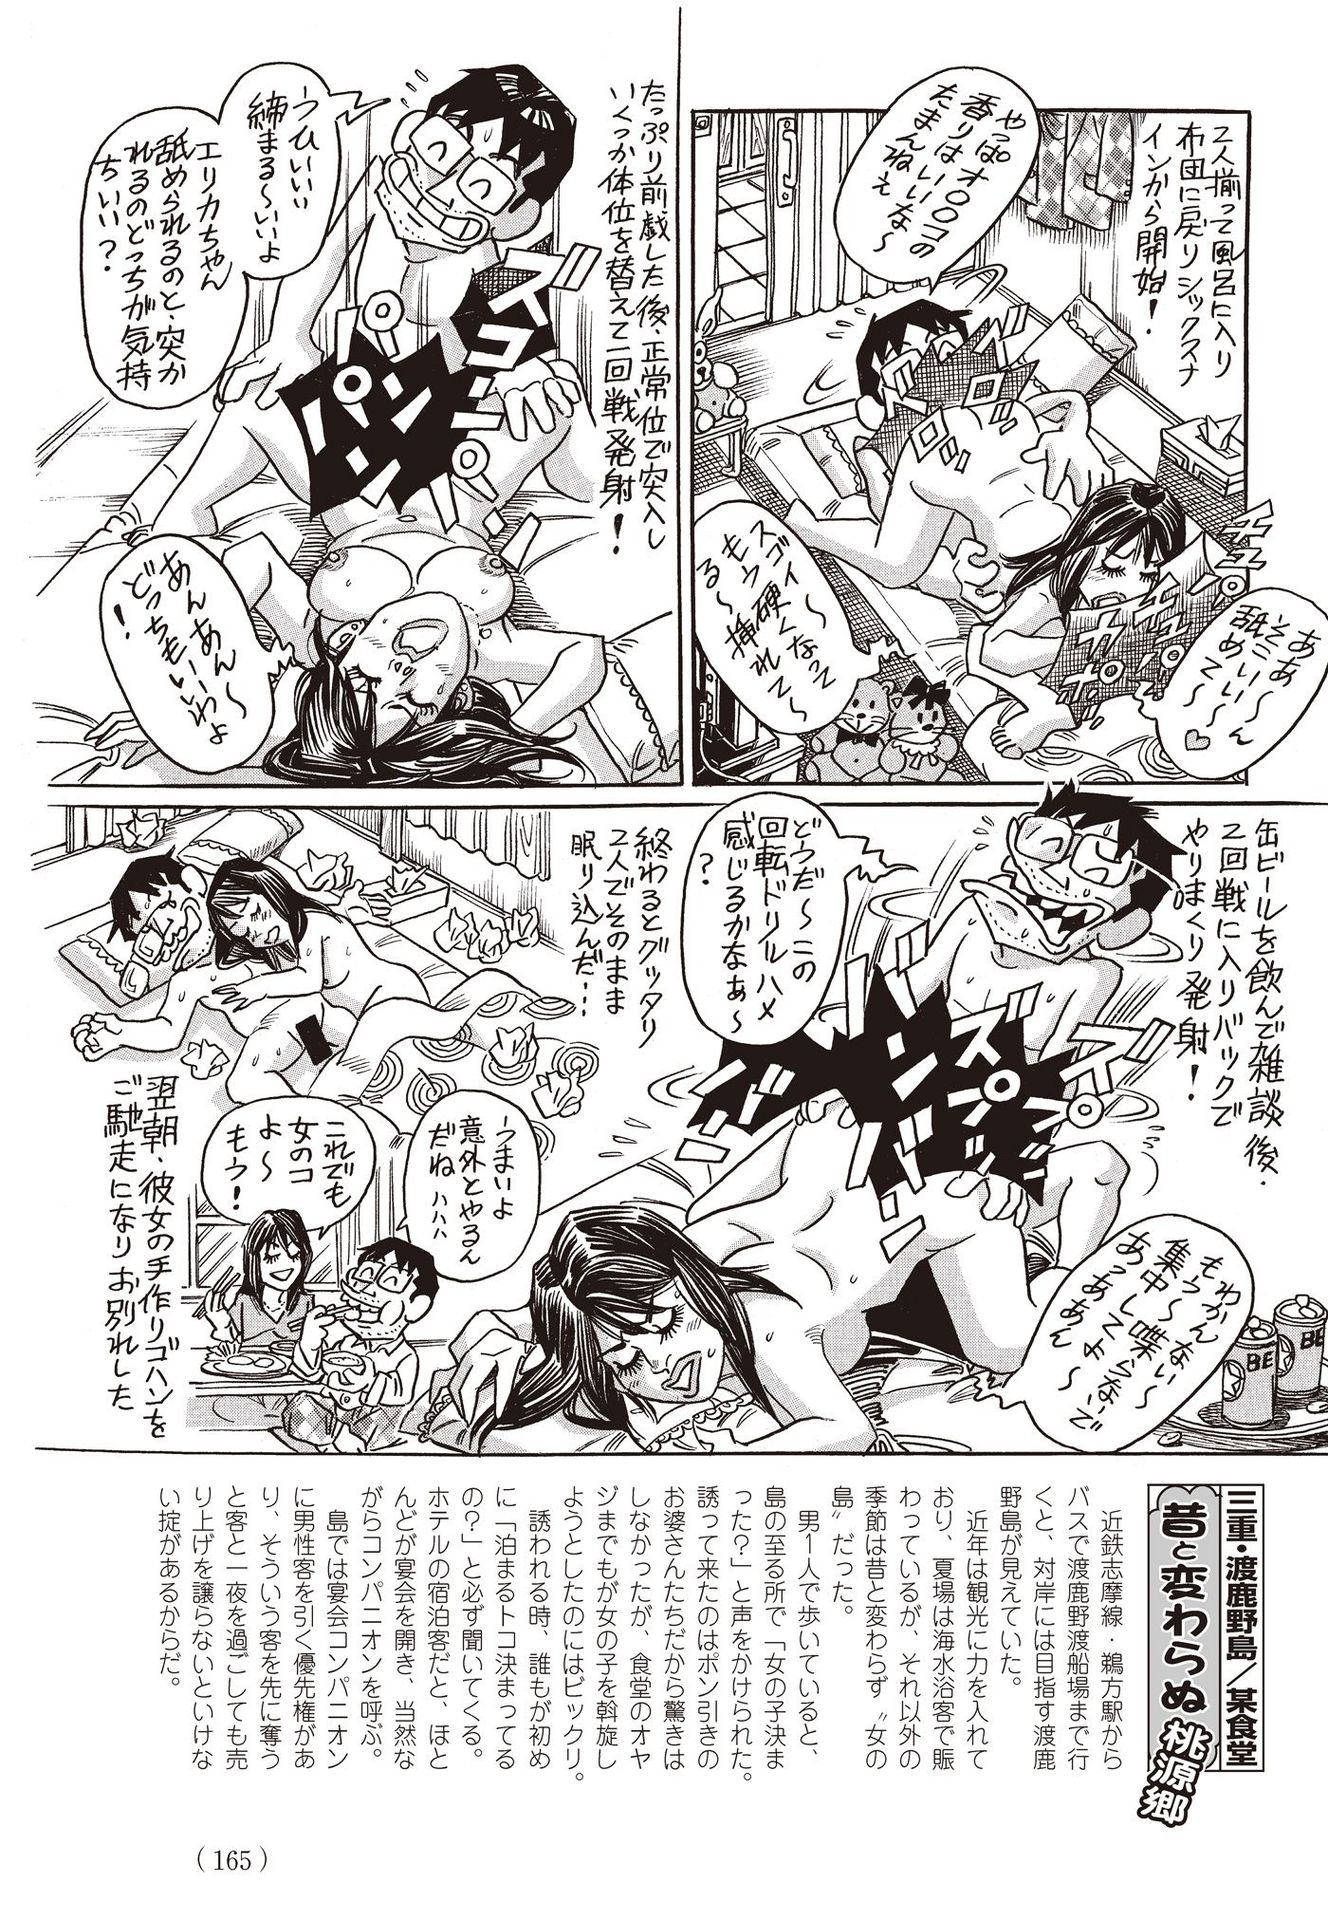 2人揃って風呂に入り
布団に戻りシックスナ
インから開始！
やっぱオ〇〇コの
香りはいいな〜
たまんねえ
ああ〜
そこいい〜ん
舐めて〜♡
スゴイ〜
もう硬くなって
る〜挿れて〜
たっぷり前戯した後・正常位で突入し
いくつか体位を替えて一回戦発射！
うひいいい
締まる〜いいよ
エリカちゃん
舐められるのと・突か
れるのどっちが気持
ちいい？
あんあん〜
どっちもいいわよ
！
ズコン
パンパン
缶ビールを飲んで雑談後・
2回戦に入りバックで
やりまくり発射！
どうだ〜この
回転ドリルハメ
感じるかなぁ〜
？
もうわかんない〜
集中して喋らないでよ〜
あっああん
BE
BE
終わるとグッタリ
2人でそのまま
眠り込んだ…
翌朝・彼女の手作りゴハンを
ご馳走になり お別れした
うまいよ
意外とやるん
だねハハハ
これでも
女のコ
よ〜
もう！
三重・渡鹿野島／某食堂
昔と変わらぬ桃源郷
近鉄志摩線・鵜方駅から
バスで渡鹿野渡船場まで行
くと、対岸には目指す渡鹿
野島が見えていた。
近年は観光に力を入れて
おり、夏場は海水浴客で賑
わっているが、それ以外の
季節は昔と変わらず〝女の
島〟だった。
男1人で歩いていると、
島の至る所で「女の子決ま
った？」と声をかけられた。
誘って来たのはポン引きの
お婆さんたちだから驚きは
しなかったが、食堂のオヤ
ジまでもが女の子を斡旋し
ようとしたのにはビックリ。
誘われる時、誰もが初め
に「泊まるトコ決まってる
の？」と必ず聞いてくる。
ホテルの宿泊客だと、ほと
んどが宴会を開き、当然な
がらコンパニオンを呼ぶ。
島では宴会コンパニオン
に男性客を引く優先権があ
り、そういう客を先に奪う
と客と一夜を過ごしても売
り上げを譲らないといけな
い掟があるからだ。
（165）